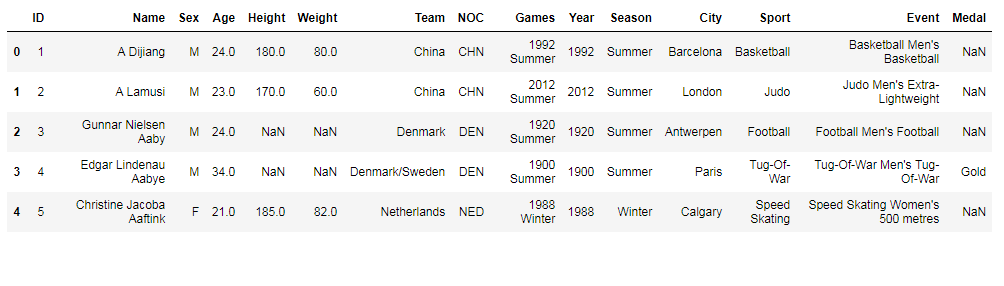 ID Name Sex Age Height Weight Team NOC Games Year Season City Sport Event Medal
0 1 A Dijiang M 24.0 180.0 80.0 China CHN 1992 Summer 1992 Summer Barcelona Basketball Basketball Men's Basketball NaN
1 2 A Lamusi M 23.0 170.0 60.0 China CHN 2012 Summer 2012 Summer London Judo Judo Men's Extra-Lightweight NaN
2 3 Gunnar Nielsen Aaby M 24.0 NaN NaN Denmark DEN 1920 Summer 1920 Summer Antwerpen Football Football Men's Football NaN
3 4 Edgar Lindenau Aabye M 34.0 NaN NaN Denmark/Sweden DEN 1900 Summer 1900 Summer Paris Tug-Of-War Tug-Of-War Men's Tug-Of-War Gold
4 5 Christine Jacoba Aaftink F 21.0 185.0 82.0 Netherlands NED 1988 Winter 1988 Winter Calgary Speed Skating Speed Skating Women's 500 metres NaN